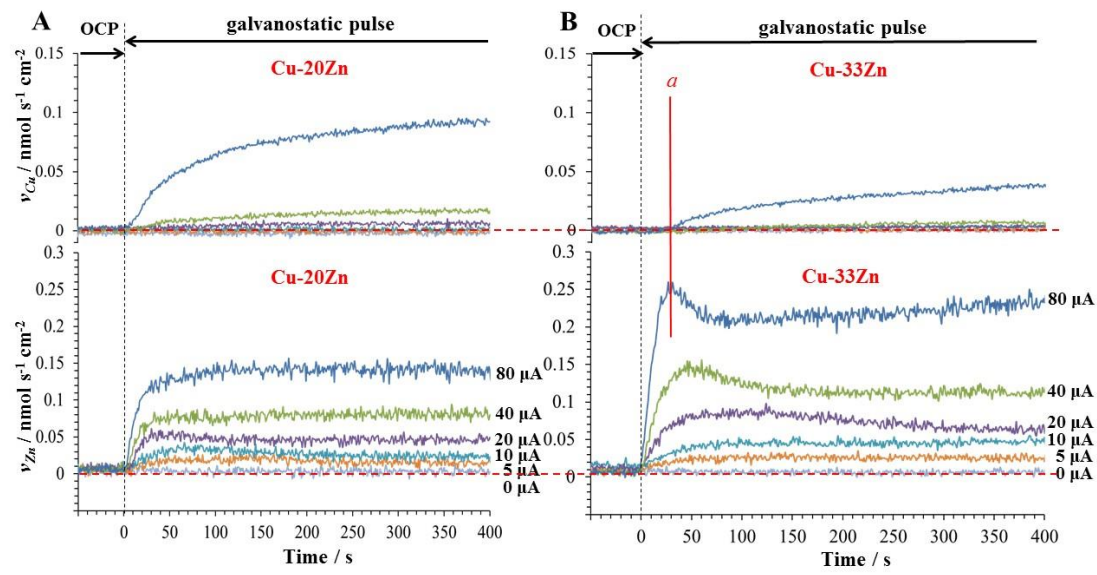 A
OCP
galvanostatic pulse
Cu-20Zn
0.15
0.1
0.05
0
v_Cu / nmol s⁻¹ cm⁻²
Cu-20Zn
0.3
0.25
0.2
0.15
0.1
0.05
0
v_Zn / nmol s⁻¹ cm⁻²
80 µA
40 µA
20 µA
10 µA
5 µA
0 µA
-50 0 50 100 150 200 250 300 350 400
Time / s
B
OCP
galvanostatic pulse
Cu-33Zn
a
0.15
0.1
0.05
0
Cu-33Zn
0.3
0.25
0.2
0.15
0.1
0.05
0
80 µA
40 µA
20 µA
10 µA
5 µA
0 µA
-50 0 50 100 150 200 250 300 350 400
Time / s